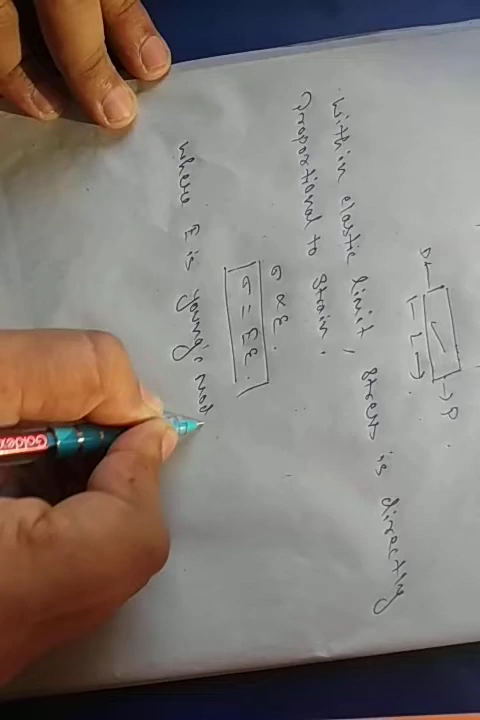 P P
L
Within elastic limit, stress is directly
proportional to strain.
σ ∝ ε.
σ = Eε.
where E is young's mod
Goldex